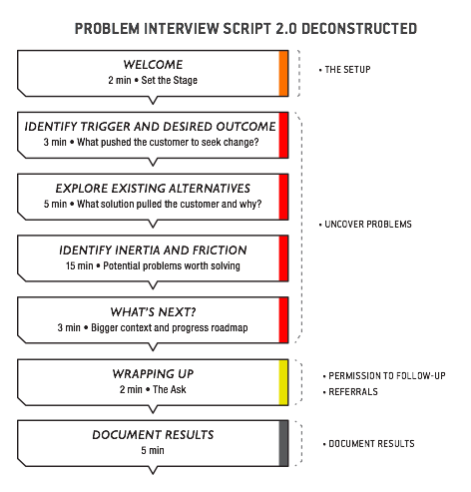 PROBLEM INTERVIEW SCRIPT 2.0 DECONSTRUCTED
WELCOME
2 min • Set the Stage
• THE SETUP
IDENTIFY TRIGGER AND DESIRED OUTCOME
3 min • What pushed the customer to seek change?
EXPLORE EXISTING ALTERNATIVES
5 min • What solution pulled the customer and why?
• UNCOVER PROBLEMS
IDENTIFY INERTIA AND FRICTION
15 min • Potential problems worth solving
WHAT'S NEXT?
3 min • Bigger context and progress roadmap
WRAPPING UP
2 min • The Ask
• PERMISSION TO FOLLOW-UP
• REFERRALS
DOCUMENT RESULTS
5 min
• DOCUMENT RESULTS